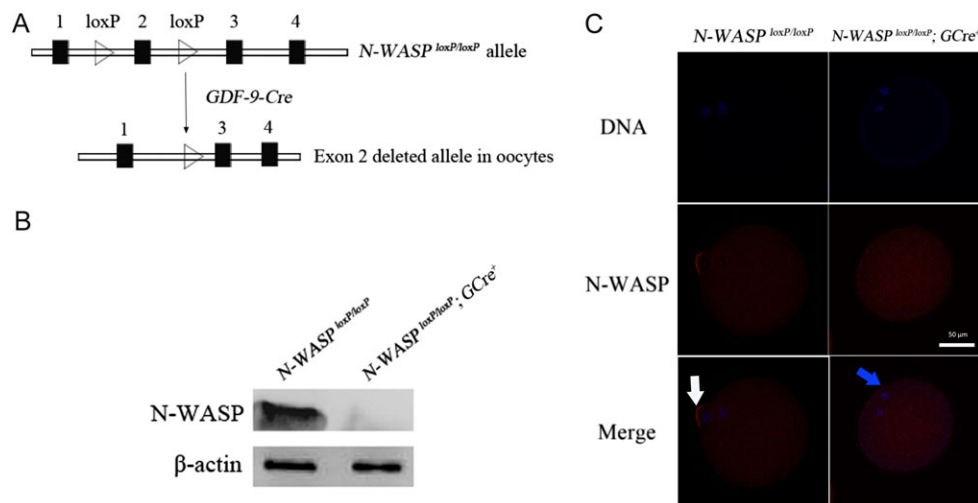 A
1 loxP 2 loxP 3 4
N-WASP loxP/loxP allele
GDF-9-Cre
1 3 4
Exon 2 deleted allele in oocytes
B
N-WASP loxP/loxP
N-WASP loxP/loxP; GCre+
N-WASP
β-actin
C
N-WASP loxP/loxP
N-WASP loxP/loxP; GCre+
DNA
N-WASP
50 μm
Merge